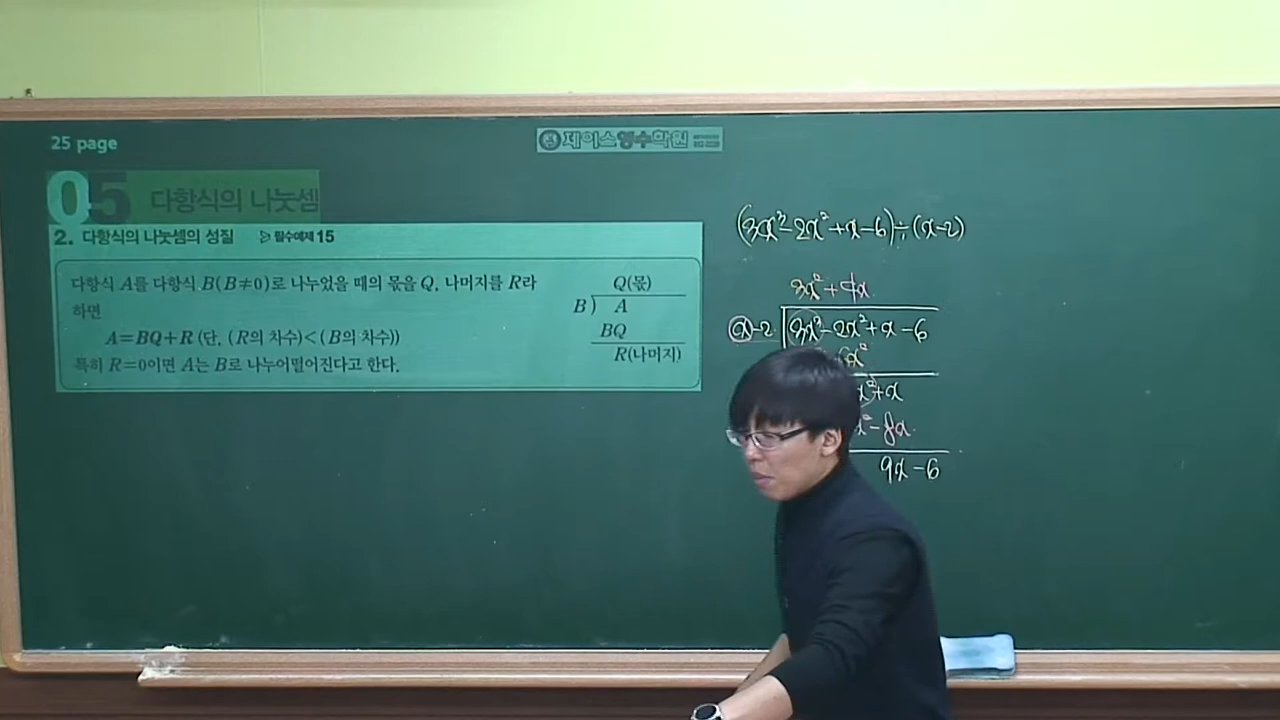 25 page
제이스영수학원
05 다항식의 나눗셈
2. 다항식의 나눗셈의 성질 필수예제 15
다항식 A를 다항식 B(B≠0)로 나누었을 때의 몫을 Q, 나머지를 R라
하면
A=BQ+R (단, (R의 차수)<(B의 차수))
특히 R=0이면 A는 B로 나누어떨어진다고 한다.
Q(몫)
B) A
BQ
R(나머지)
(3x³-2x²+x-6)÷(x-2)
3x²+4x
x-2 3x³-2x²+x-6
6x²
x²+x
x²-8x
9x-6